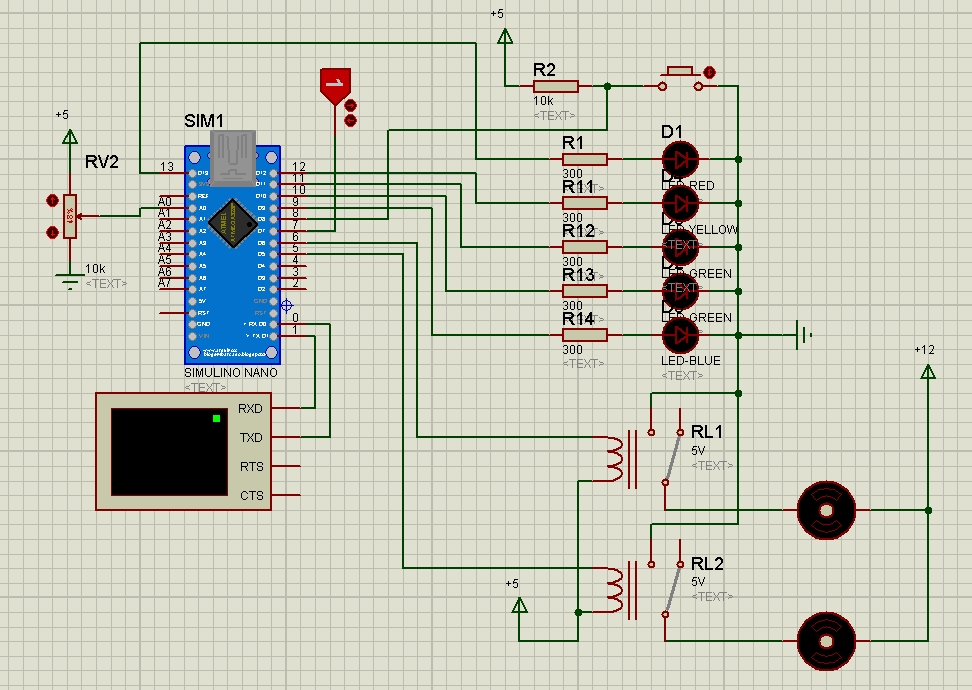 +5
R2
10k
<TEXT>
+5
RV2
48%
10k
<TEXT>
SIM1
13
A0
A1
A2
A3
A4
A5
A6
A7
12
11
10
9
8
7
6
5
4
3
2
0
1
SIMULINO NANO
<TEXT>
RXD
TXD
RTS
CTS
R1
300
R11
300
R12
300
R13
300
R14
300
D1
LED-RED
LED-YELLOW
<TEXT>
LED-GREEN
<TEXT>
LED-GREEN
LED-BLUE
<TEXT>
+12
RL1
5V
<TEXT>
RL2
5V
<TEXT>
+5